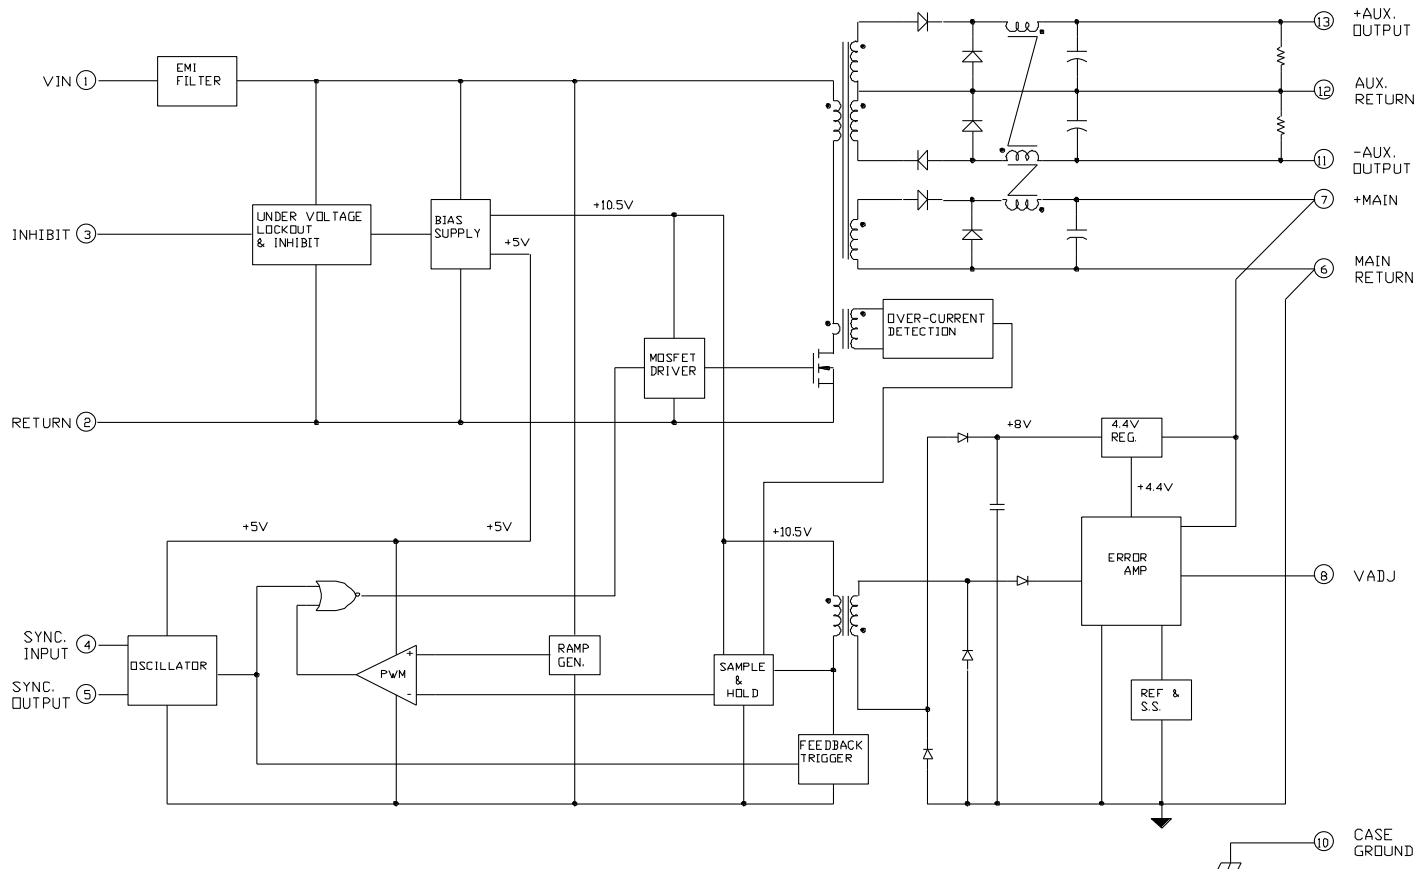 13 +AUX.
OUTPUT
EMI
FILTER
VIN 1
12 AUX.
RETURN
11 -AUX.
OUTPUT
7 +MAIN
UNDER VOLTAGE
LOCKOUT
& INHIBIT
BIAS
SUPPLY
+10.5V
+5V
INHIBIT 3
6 MAIN
RETURN
OVER-CURRENT
DETECTION
MOSFET
DRIVER
RETURN 2
+8V
4.4V
REG.
+4.4V
+5V
+5V
+10.5V
ERROR
AMP
8 VADJ
SYNC.
INPUT 4
OSCILLATOR
SYNC.
OUTPUT 5
+
PWM
-
RAMP
GEN.
SAMPLE
&
HOLD
REF &
S.S.
FEEDBACK
TRIGGER
10 CASE
GROUND